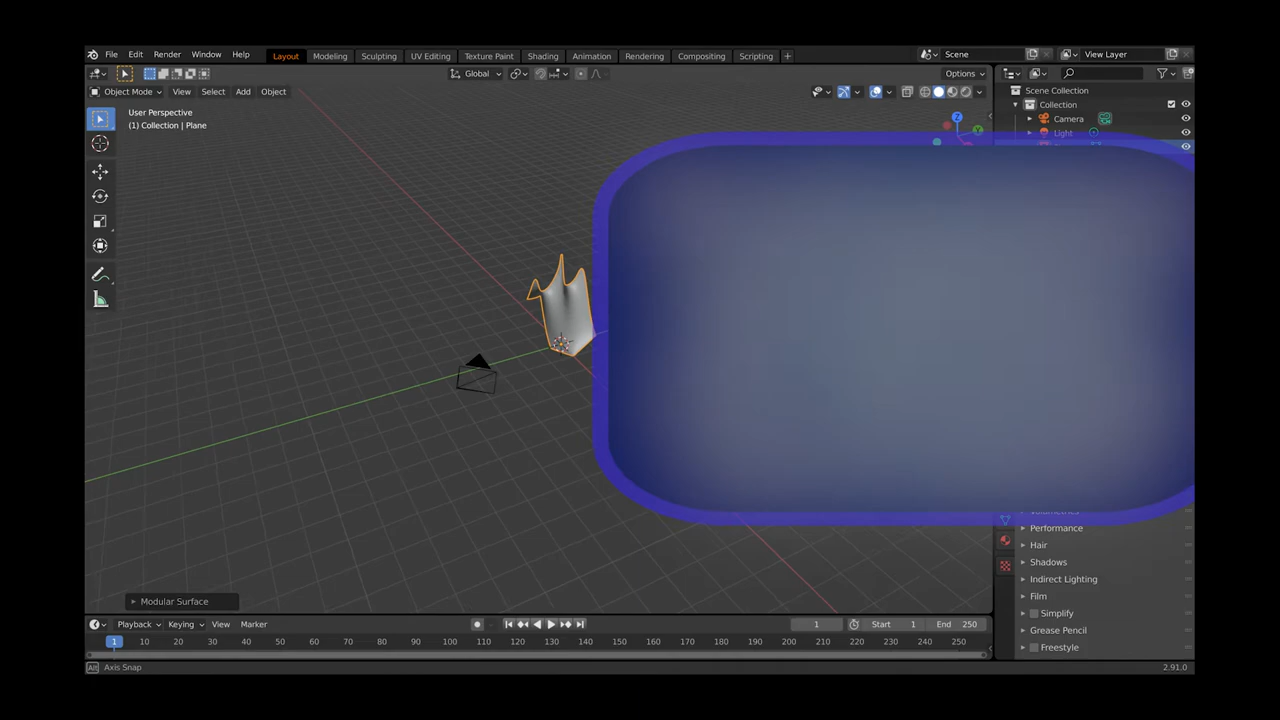 File Edit Render Window Help Layout Modeling Sculpting UV Editing Texture Paint Shading Animation Rendering Compositing Scripting + Scene View Layer
Global Options
Object Mode View Select Add Object
User Perspective
(1) Collection | Plane
Z
Y
Scene Collection
Collection
Camera
Light
Performance
Hair
Shadows
Indirect Lighting
Film
Simplify
Grease Pencil
Freestyle
Modular Surface
Playback Keying View Marker 1 Start 1 End 250
1 10 20 30 40 50 60 70 80 90 100 110 120 130 140 150 160 170 180 190 200 210 220 230 240 250
Alt Axis Snap 2.91.0